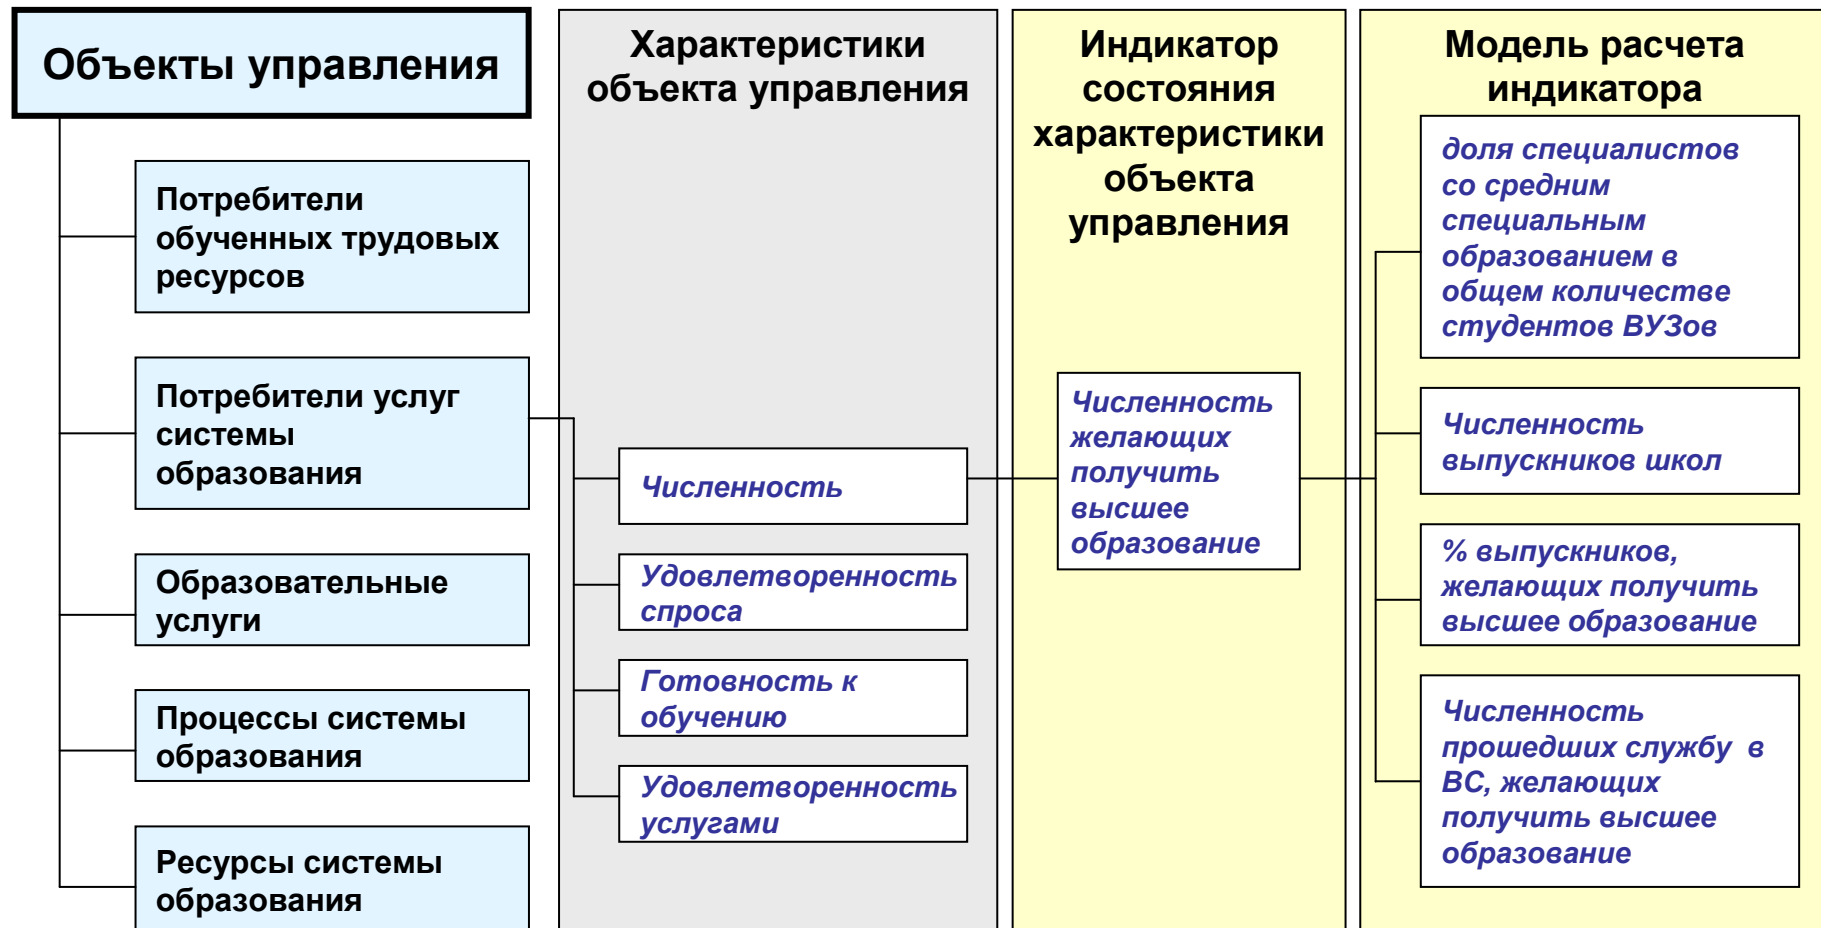 Объекты управления
Потребители
обученных трудовых
ресурсов
Потребители услуг
системы
образования
Образовательные
услуги
Процессы системы
образования
Ресурсы системы
образования
Характеристики
объекта управления
Численность
Удовлетворенность
спроса
Готовность к
обучению
Удовлетворенность
услугами
Индикатор
состояния
характеристики
объекта
управления
Численность
желающих
получить
высшее
образование
Модель расчета
индикатора
доля специалистов
со средним
специальным
образованием в
общем количестве
студентов ВУЗов
Численность
выпускников школ
% выпускников,
желающих получить
высшее образование
Численность
прошедших службу в
ВС, желающих
получить высшее
образование